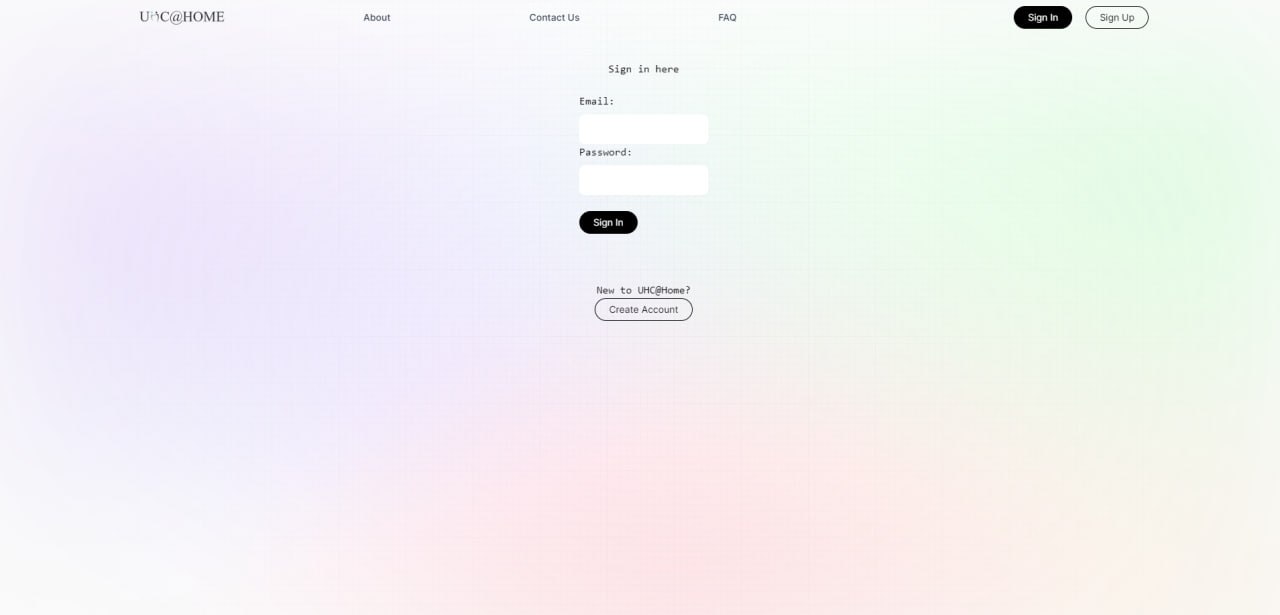 UHC@HOME
About
Contact Us
FAQ
Sign In
Sign Up
Sign in here
Email:
Password:
Sign In
New to UHC@Home?
Create Account